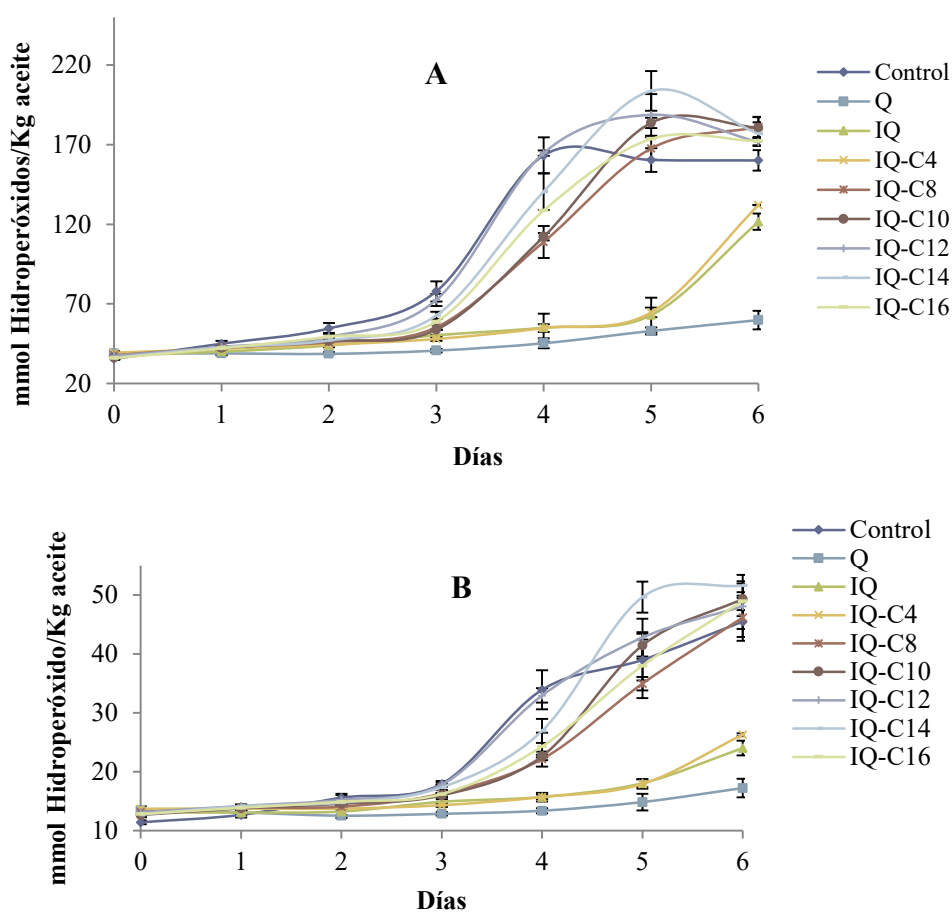 A
mmol Hidroperóxidos/Kg aceite
220
170
120
70
20
0 1 2 3 4 5 6
Días
Control
Q
IQ
IQ-C4
IQ-C8
IQ-C10
IQ-C12
IQ-C14
IQ-C16
B
mmol Hidroperóxido/Kg aceite
50
40
30
20
10
0 1 2 3 4 5 6
Días
Control
Q
IQ
IQ-C4
IQ-C8
IQ-C10
IQ-C12
IQ-C14
IQ-C16